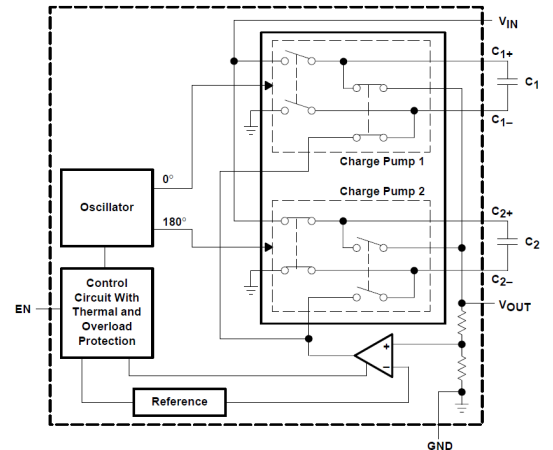 VIN
C1+
C1
C1–
Charge Pump 1
0°
Charge Pump 2
Oscillator
180°
C2+
C2
C2–
Control
Circuit With
Thermal and
Overload
Protection
EN
VOUT
+
–
Reference
GND